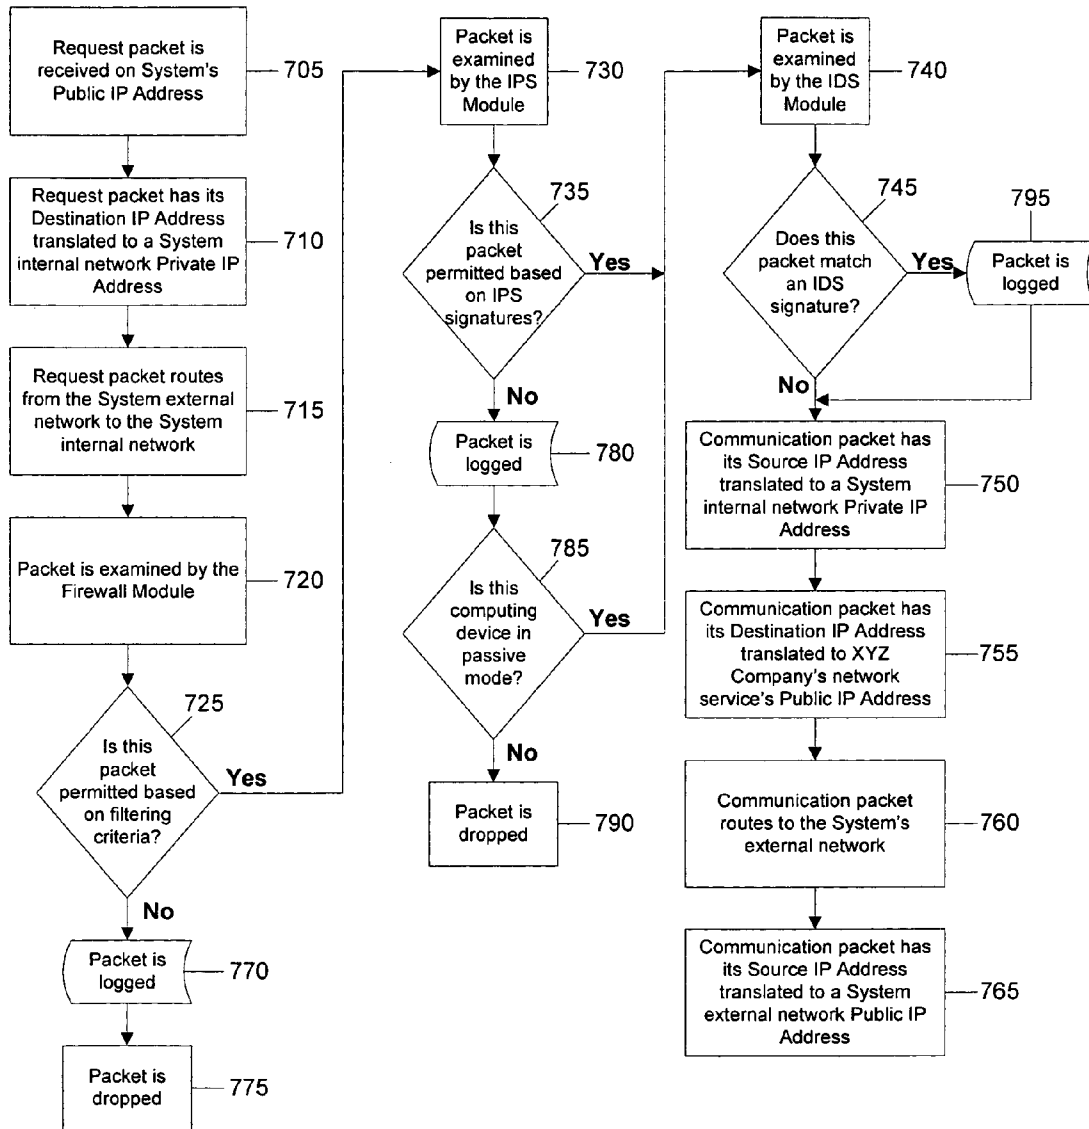 Request packet is
received on System's
Public IP Address
705
Request packet has its
Destination IP Address
translated to a System
internal network Private IP
Address
710
Request packet routes
from the System external
network to the System
internal network
715
Packet is examined by the
Firewall Module
720
725
Is this
packet
permitted based
on filtering
criteria?
Yes
No
Packet is
logged
770
Packet is
dropped
775
Packet is
examined
by the IPS
Module
730
735
Is this
packet
permitted based
on IPS
signatures?
Yes
No
Packet is
logged
780
785
Is this
computing
device in
passive
mode?
Yes
No
Packet is
dropped
790
Packet is
examined
by the IDS
Module
740
745
Does this
packet match
an IDS
signature?
Yes
795
Packet is
logged
No
Communication packet has
its Source IP Address
translated to a System
internal network Private IP
Address
750
Communication packet has
its Destination IP Address
translated to XYZ
Company's network
service's Public IP Address
755
Communication packet
routes to the System's
external network
760
Communication packet has
its Source IP Address
translated to a System
external network Public IP
Address
765